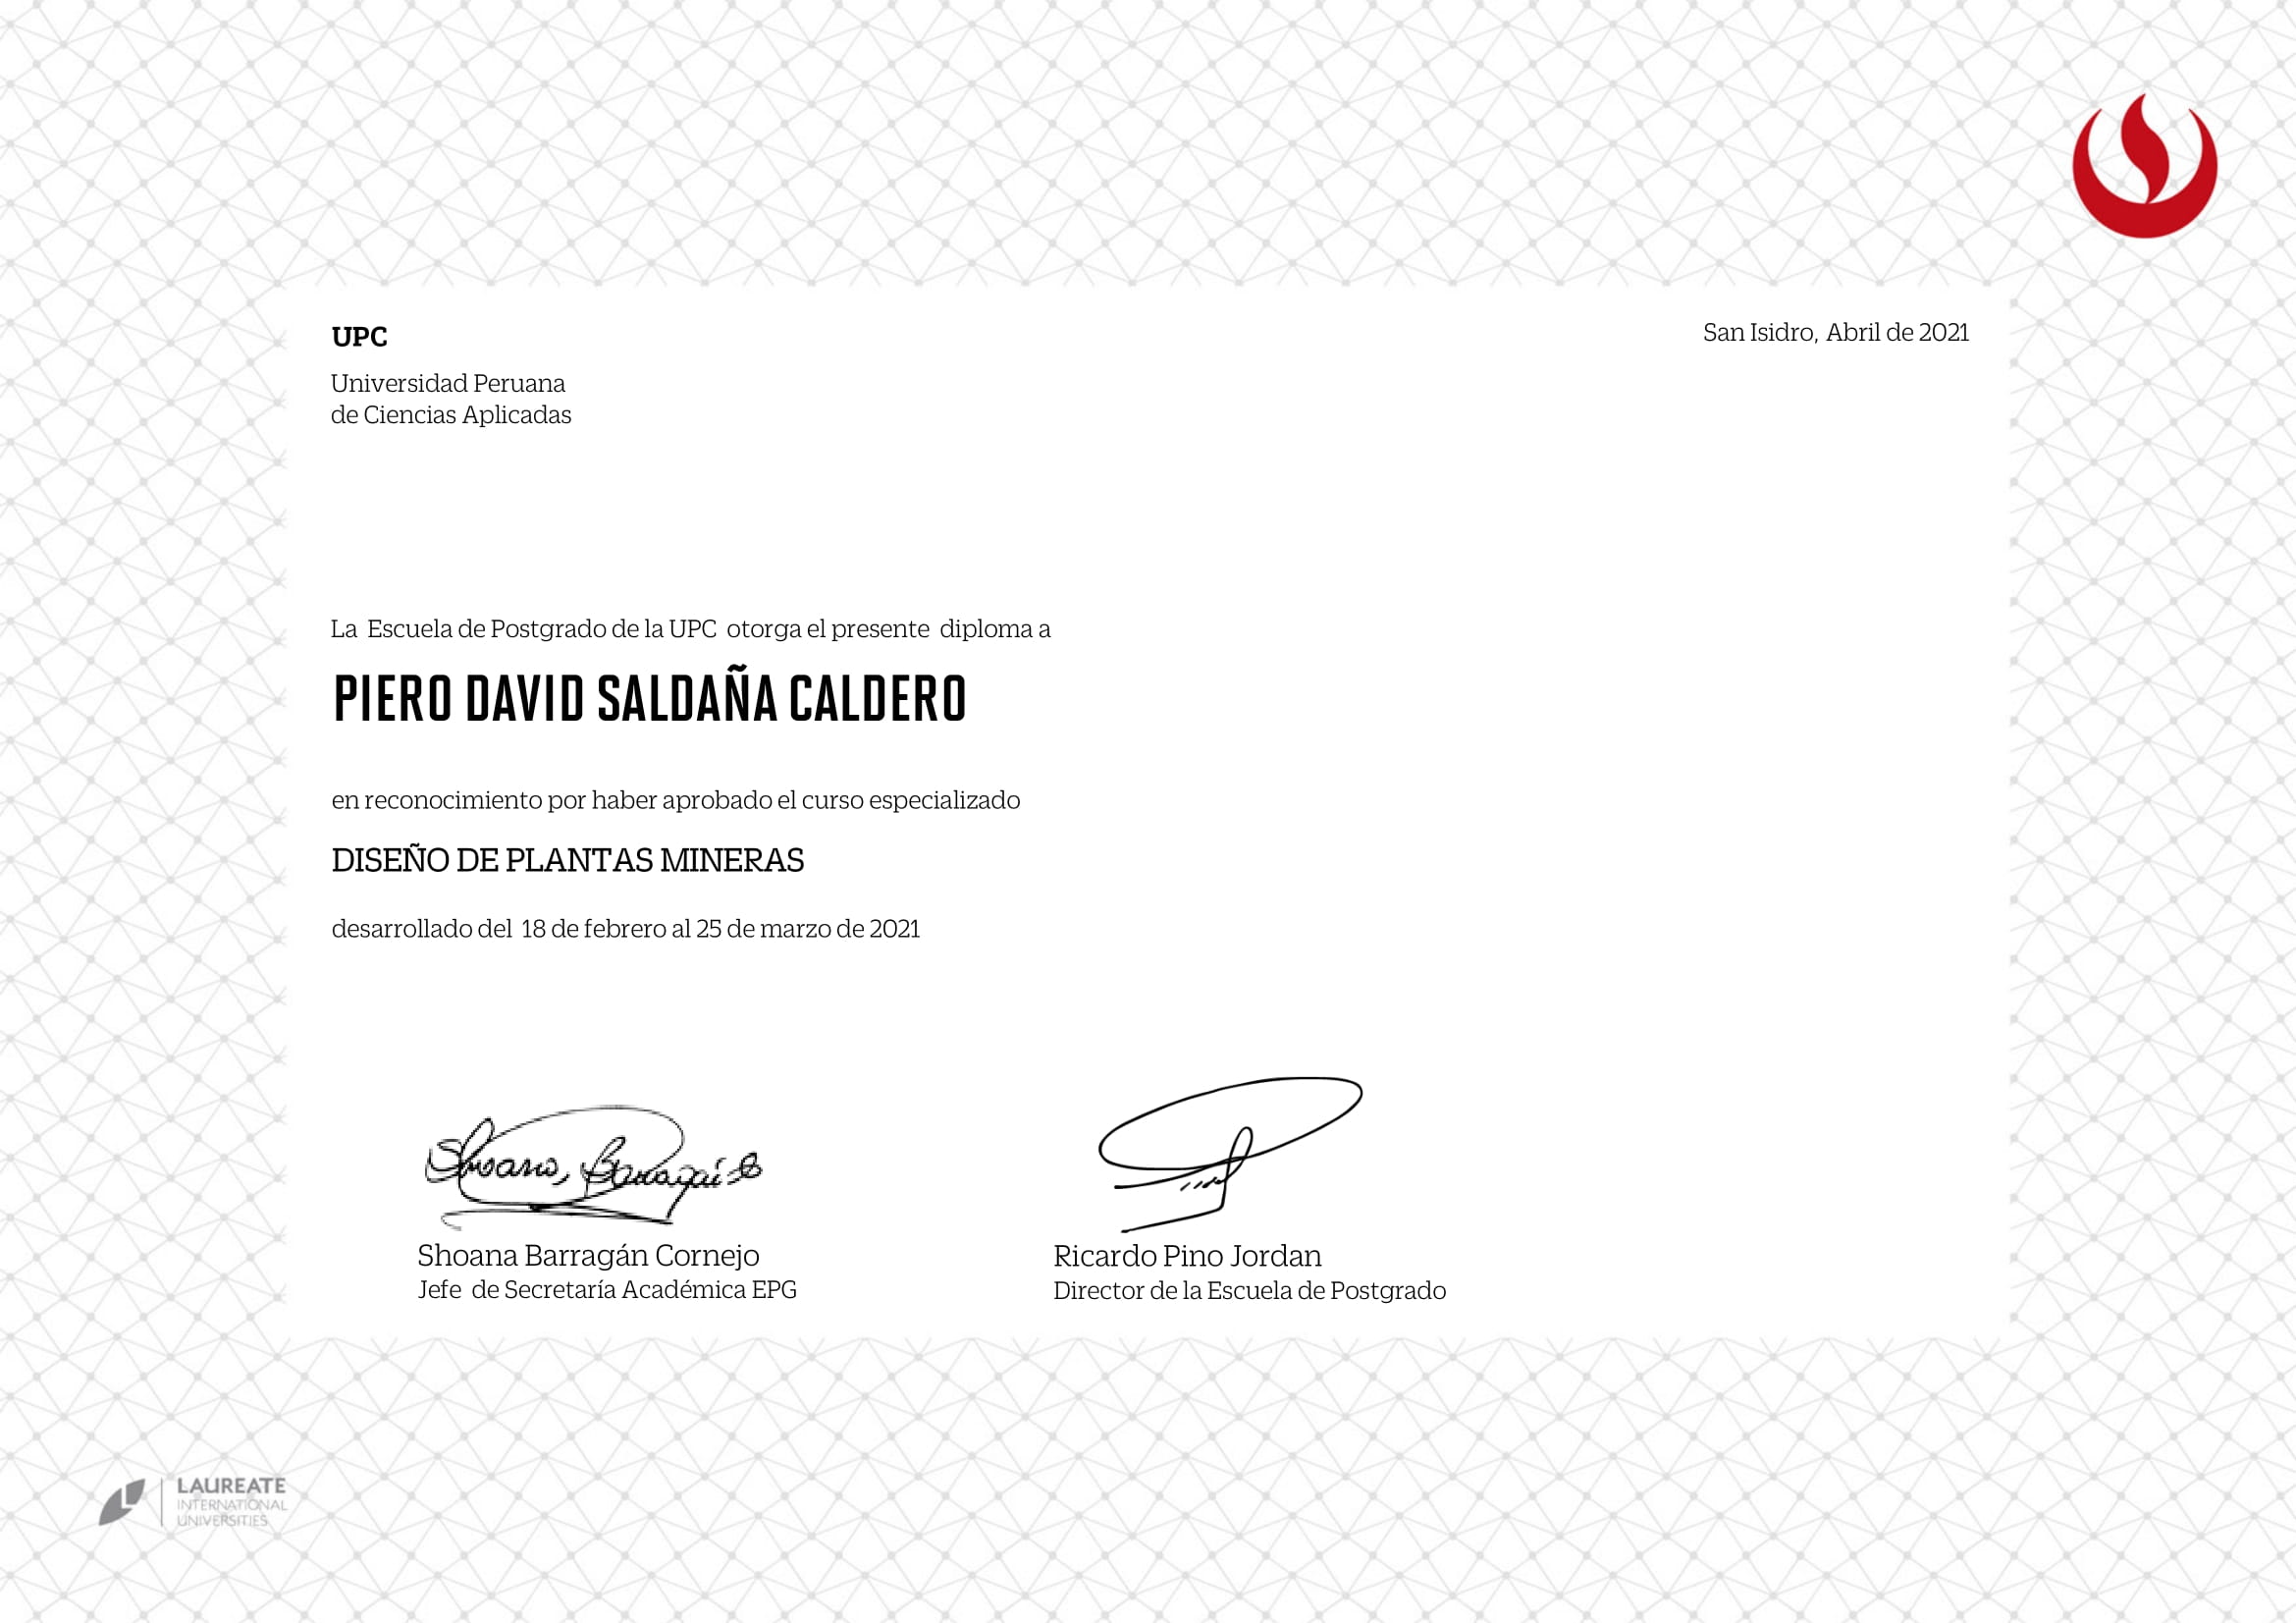 UPC
San Isidro, Abril de 2021
Universidad Peruana
de Ciencias Aplicadas
La Escuela de Postgrado de la UPC otorga el presente diploma a
PIERO DAVID SALDAÑA CALDERO
en reconocimiento por haber aprobado el curso especializado
DISEÑO DE PLANTAS MINERAS
desarrollado del 18 de febrero al 25 de marzo de 2021
Shoana Barragán Cornejo
Jefe de Secretaría Académica EPG
Ricardo Pino Jordan
Director de la Escuela de Postgrado
LAUREATE
INTERNATIONAL
UNIVERSITIES